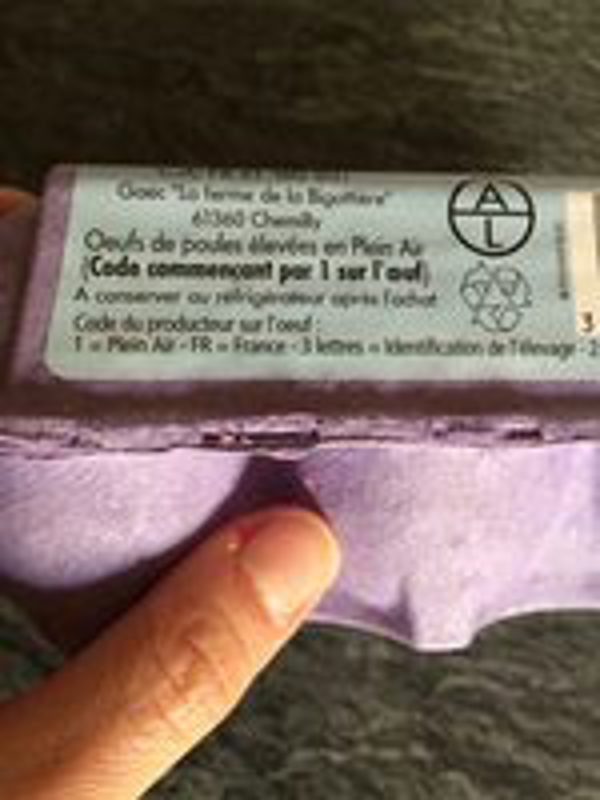 Gaec "La ferme de la Bigottière"
61360 Chemilly
Oeufs de poules élevées en Plein Air
(Code commençant par 1 sur l'œuf)
A conserver au réfrigérateur après l'achat
Code du producteur sur l'oeuf :
1 = Plein Air - FR = France - 3 lettres = Identification de l'élevage - 2
A
L
3